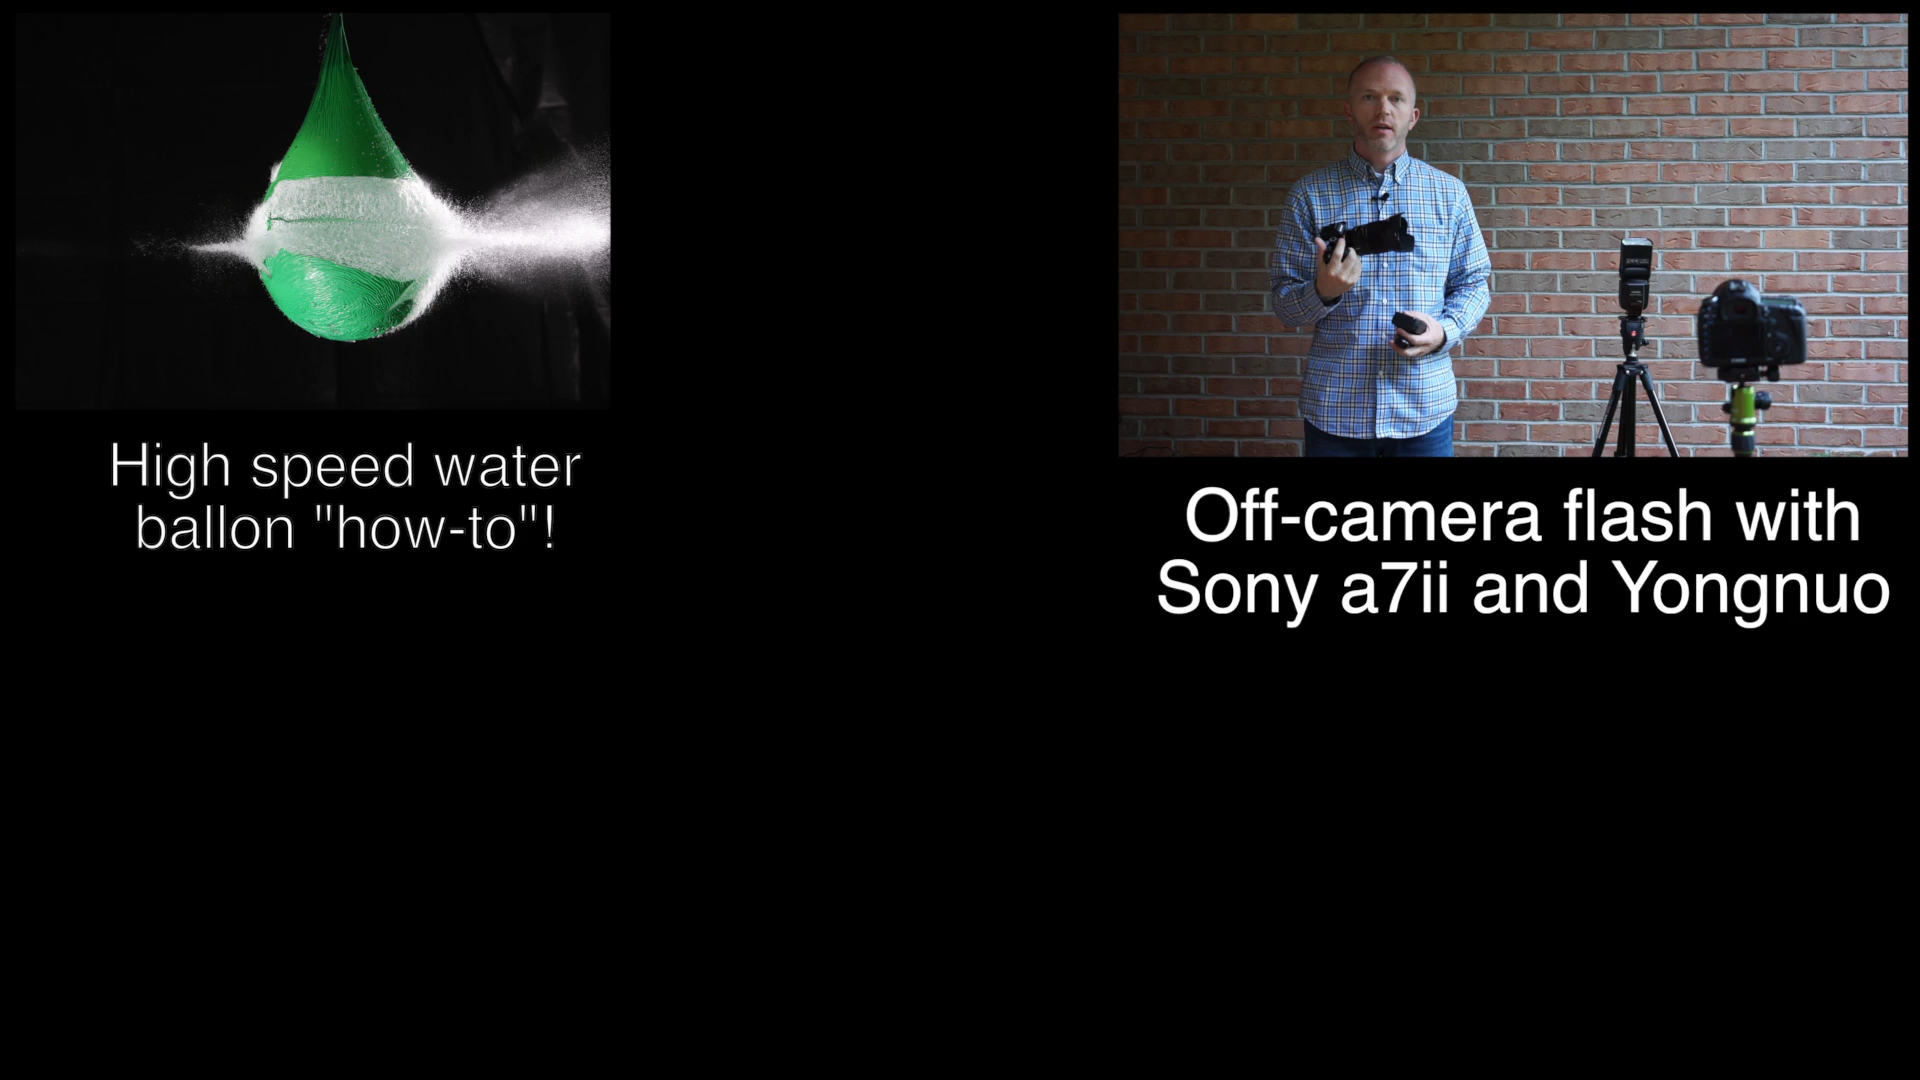 High speed water
ballon "how-to"!
Off-camera flash with
Sony a7ii and Yongnuo